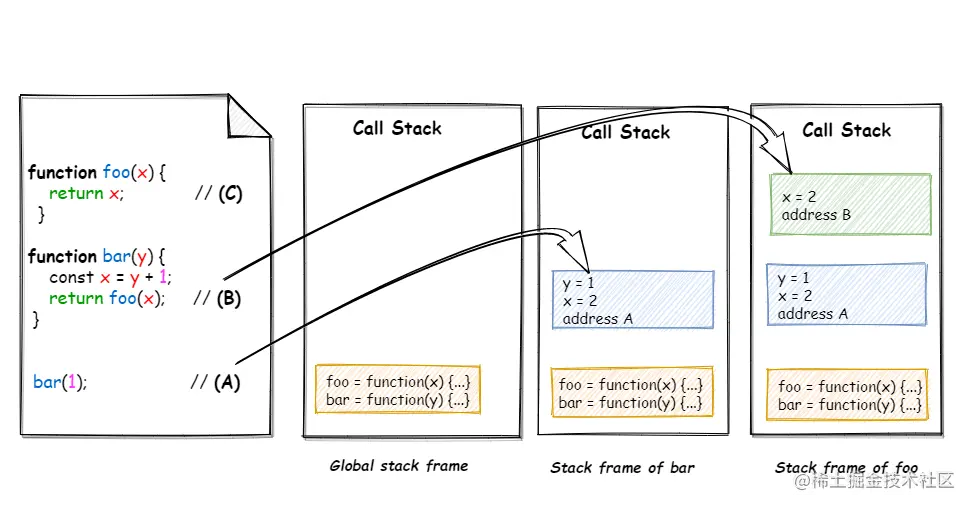 function foo(x) {
return x; // (C)
}
function bar(y) {
const x = y + 1;
return foo(x); // (B)
}
bar(1); // (A)
Call Stack
foo = function(x) {...}
bar = function(y) {...}
Global stack frame
Call Stack
y = 1
x = 2
address A
foo = function(x) {...}
bar = function(y) {...}
Stack frame of bar
Call Stack
x = 2
address B
y = 1
x = 2
address A
foo = function(x) {...}
bar = function(y) {...}
Stack frame of foo
@稀土掘金技术社区